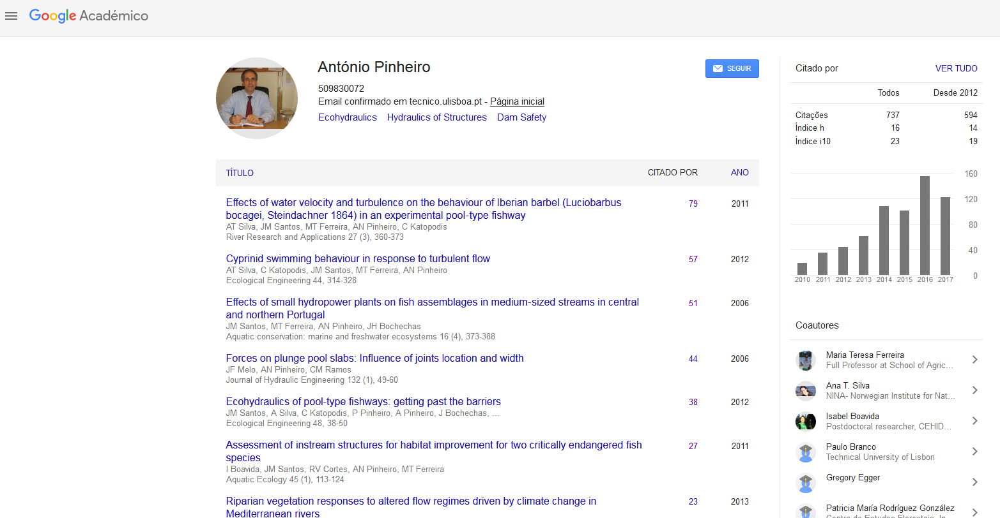 Google Académico
António Pinheiro
SEGUIR
509830072
Email confirmado em tecnico.ulisboa.pt - Página inicial
Ecohydraulics Hydraulics of Structures Dam Safety
TÍTULO CITADO POR ANO
Effects of water velocity and turbulence on the behaviour of Iberian barbel (Luciobarbus 79 2011
bocagei, Steindachner 1864) in an experimental pool-type fishway
AT Silva, JM Santos, MT Ferreira, AN Pinheiro, C Katopodis
River Research and Applications 27 (3), 360-373
Cyprinid swimming behaviour in response to turbulent flow 57 2012
AT Silva, C Katopodis, JM Santos, MT Ferreira, AN Pinheiro
Ecological Engineering 44, 314-328
Effects of small hydropower plants on fish assemblages in medium-sized streams in central 51 2006
and northern Portugal
JM Santos, MT Ferreira, AN Pinheiro, JH Bochechas
Aquatic conservation: marine and freshwater ecosystems 16 (4), 373-388
Forces on plunge pool slabs: Influence of joints location and width 44 2006
JF Melo, AN Pinheiro, CM Ramos
Journal of Hydraulic Engineering 132 (1), 49-60
Ecohydraulics of pool-type fishways: getting past the barriers 38 2012
JM Santos, A Silva, C Katopodis, P Pinheiro, A Pinheiro, J Bochechas, ...
Ecological Engineering 48, 38-50
Assessment of instream structures for habitat improvement for two critically endangered fish 27 2011
species
I Boavida, JM Santos, RV Cortes, AN Pinheiro, MT Ferreira
Aquatic Ecology 45 (1), 113-124
Riparian vegetation responses to altered flow regimes driven by climate change in 23 2013
Mediterranean rivers
Citado por VER TUDO
Todos Desde 2012
Citações 737 594
Índice h 16 14
Índice i10 23 19
160
120
80
40
0
2010 2011 2012 2013 2014 2015 2016 2017
Coautores
Maria Teresa Ferreira
Full Professor at School of Agric...
Ana T. Silva
NINA- Norwegian Institute for Nat...
Isabel Boavida
Postdoctoral researcher, CEHID...
Paulo Branco
Technical University of Lisbon
Gregory Egger
Patricia María Rodríguez González
Centro de Estudos Florestais, In...